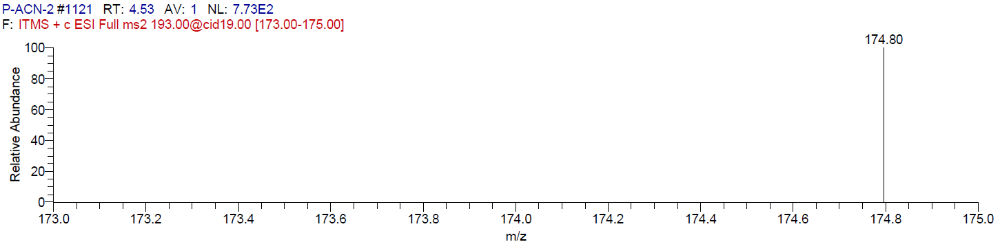 P-ACN-2 #1121 RT: 4.53 AV: 1 NL: 7.73E2
F: ITMS + c ESI Full ms2 193.00@cid19.00 [173.00-175.00]
174.80
100
80
60
40
20
0
Relative Abundance
173.0 173.2 173.4 173.6 173.8 174.0 174.2 174.4 174.6 174.8 175.0
m/z